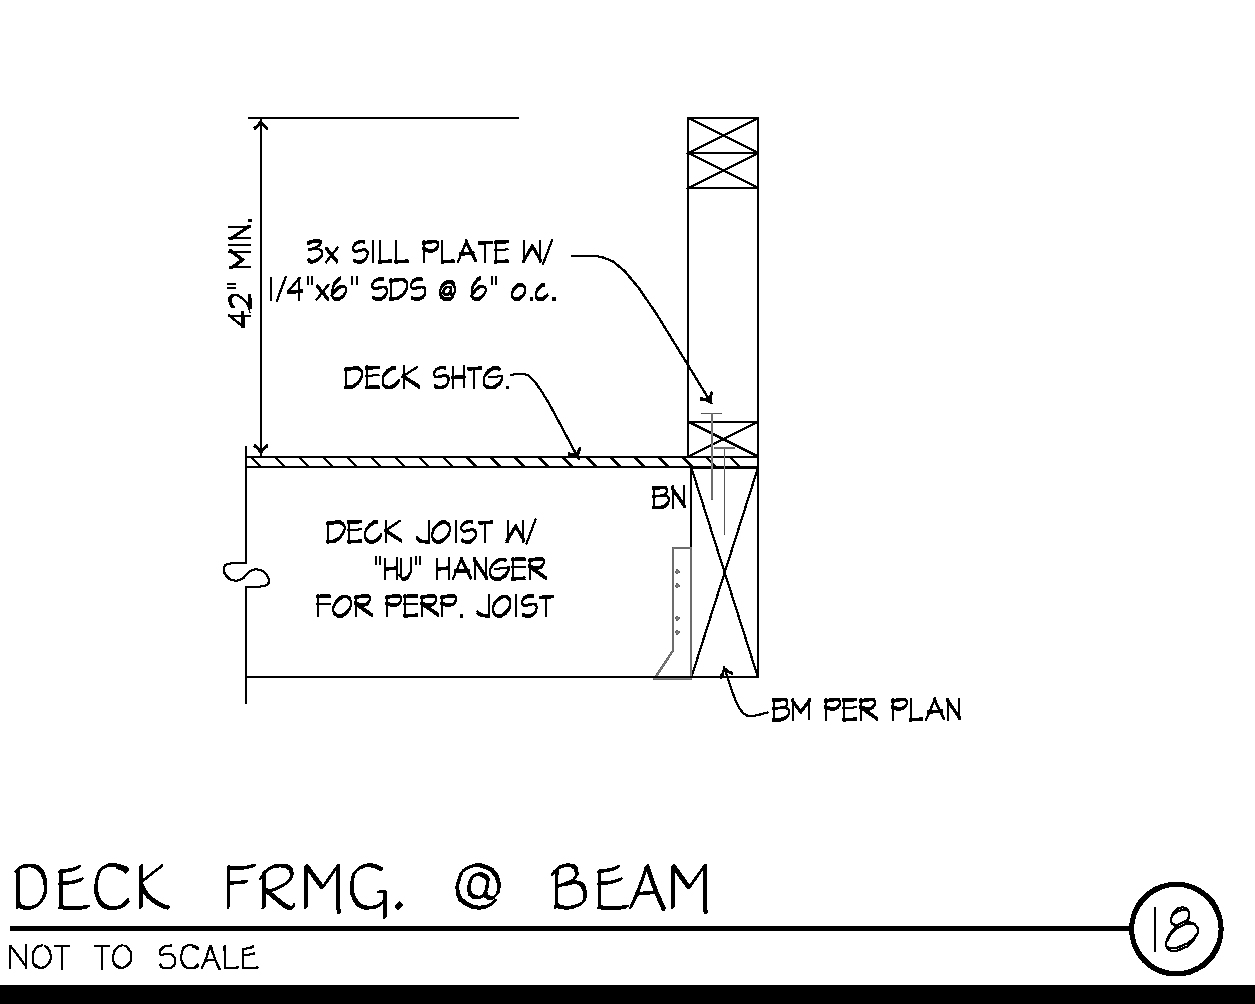 42" MIN.
3x SILL PLATE W/
1/4"x6" SDS @ 6" o.c.
DECK SHTG.
BN
DECK JOIST W/
"HU" HANGER
FOR PERP. JOIST
BM PER PLAN
DECK FRMG. @ BEAM
18
NOT TO SCALE